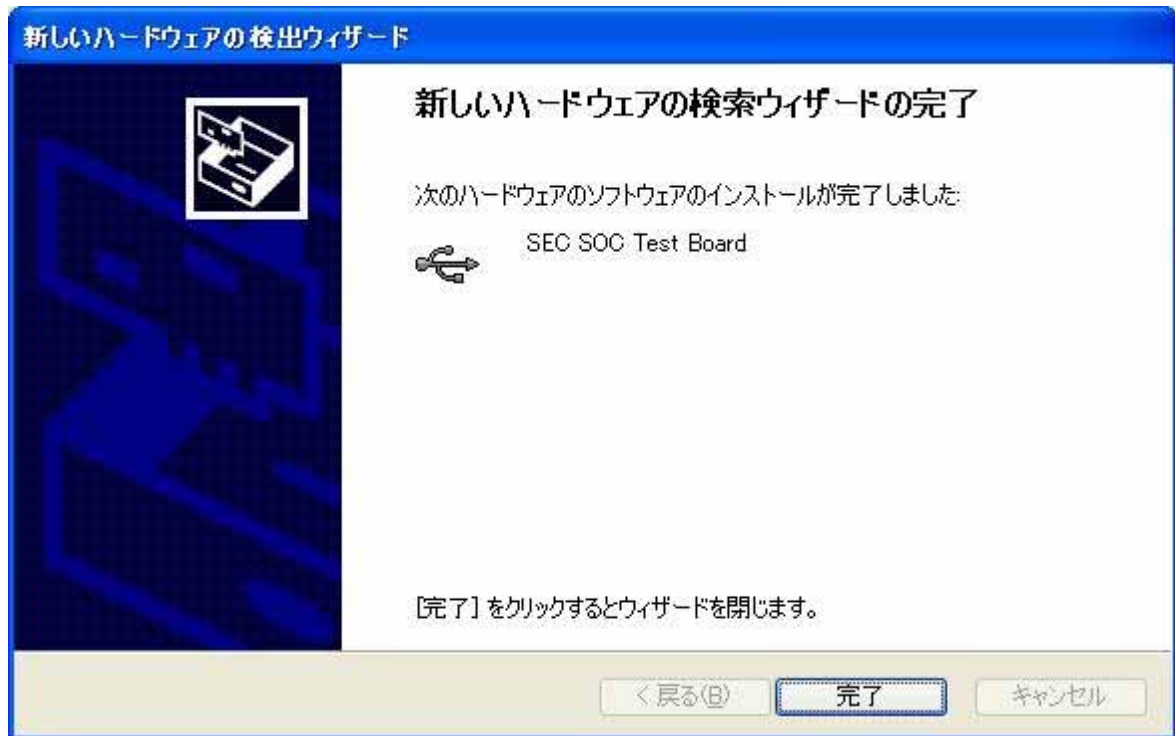 新しいハードウェアの検出ウィザード
新しいハードウェアの検索ウィザードの完了
次のハードウェアのソフトウェアのインストールが完了しました:
SEC SOC Test Board
[完了] をクリックするとウィザードを閉じます。
< 戻る(B) 完了 キャンセル